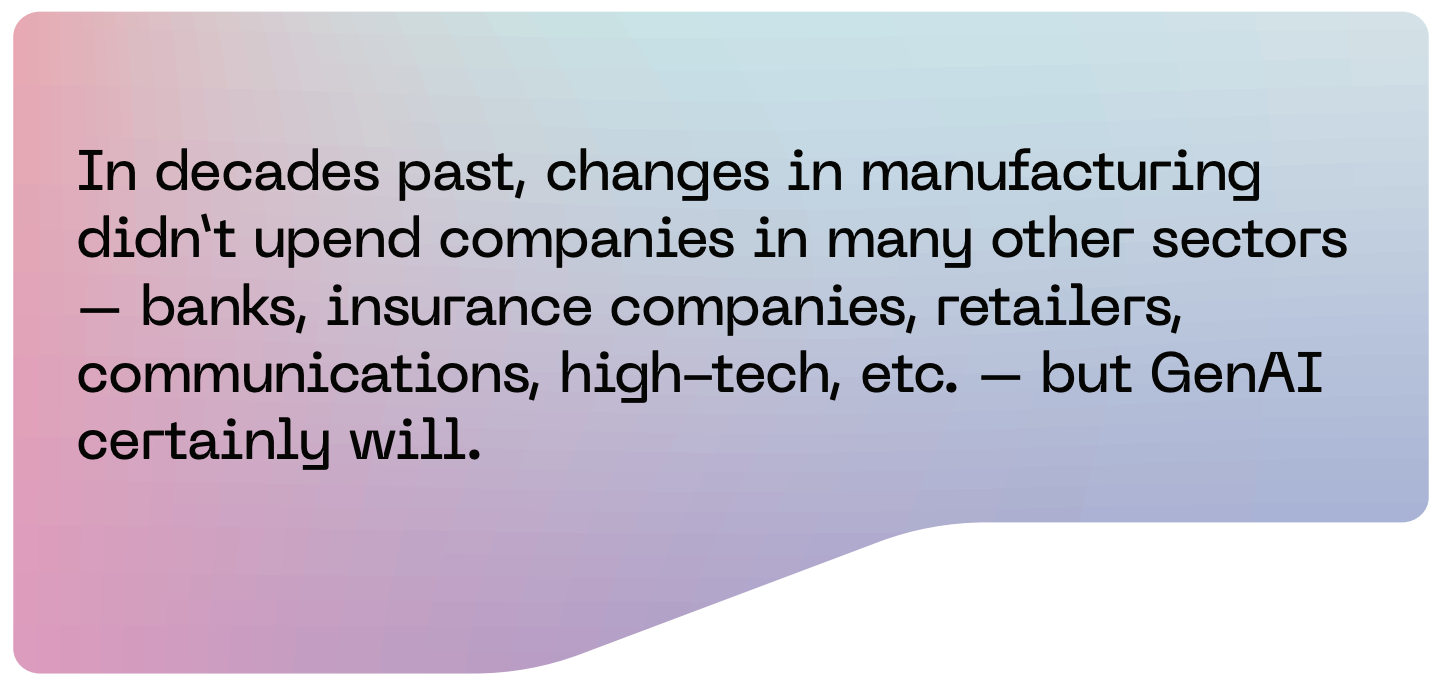 In decades past, changes in manufacturing
didn‘t upend companies in many other sectors
— banks, insurance companies, retailers,
communications, high-tech, etc. — but GenAI
certainly will.